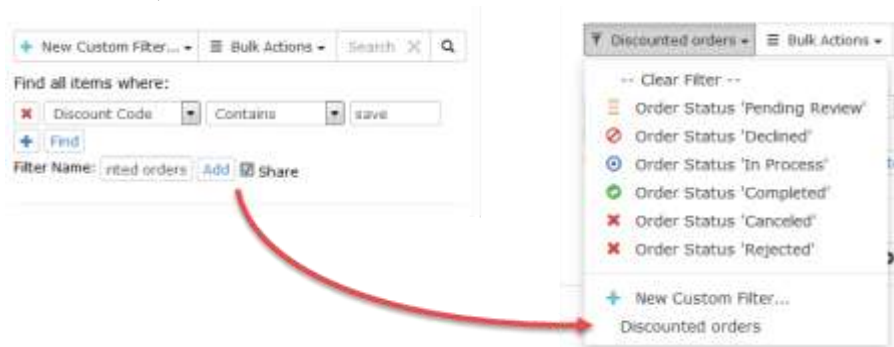 New Custom Filter...
Bulk Actions
Search
Find all items where:
Discount Code
Contains
save
Find
Filter Name:
nted orders
Add
Share
Discounted orders
Bulk Actions
-- Clear Filter --
Order Status 'Pending Review'
Order Status 'Declined'
Order Status 'In Process'
Order Status 'Completed'
Order Status 'Canceled'
Order Status 'Rejected'
New Custom Filter...
Discounted orders